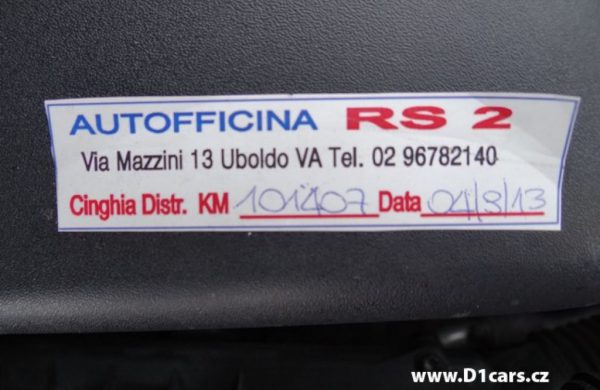 AUTOFFICINA RS 2
Via Mazzini 13 Uboldo VA Tel. 02 96782140
Cinghia Distr. KM 101407 Data 04/9/13
www.D1cars.cz